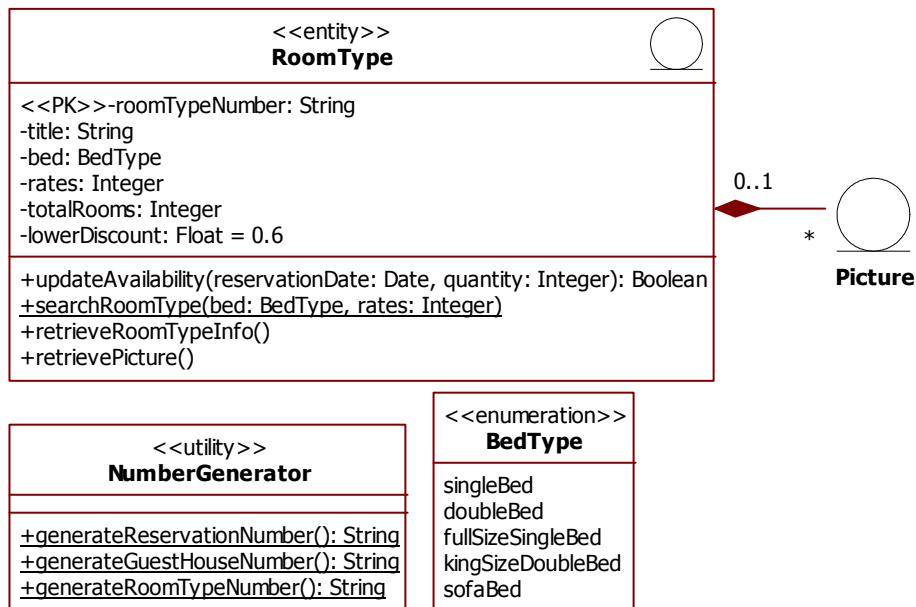 <<entity>>
RoomType
<<PK>>-roomTypeNumber: String
-title: String
-bed: BedType
-rates: Integer
-totalRooms: Integer
-lowerDiscount: Float = 0.6
+updateAvailability(reservationDate: Date, quantity: Integer): Boolean
+searchRoomType(bed: BedType, rates: Integer)
+retrieveRoomTypeInfo()
+retrievePicture()
0..1
*
Picture
<<utility>>
NumberGenerator
+generateReservationNumber(): String
+generateGuestHouseNumber(): String
+generateRoomTypeNumber(): String
<<enumeration>>
BedType
singleBed
doubleBed
fullSizeSingleBed
kingSizeDoubleBed
sofaBed